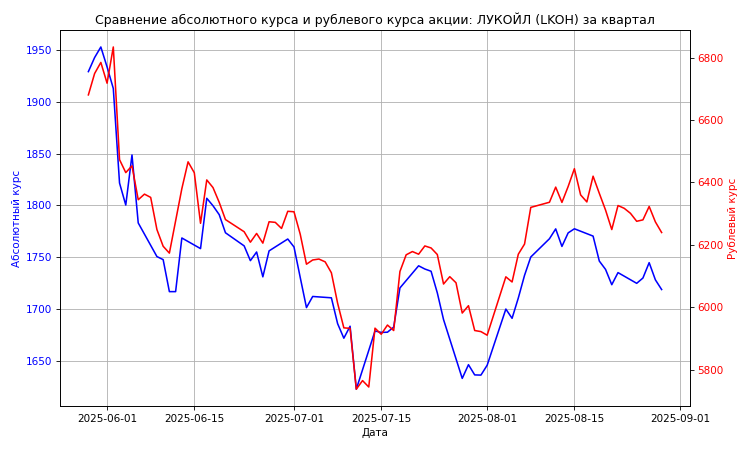 Сравнение абсолютного курса и рублевого курса акции: ЛУКОЙЛ (LKOH) за квартал
Абсолютный курс
1950
1900
1850
1800
1750
1700
1650
6800
6600
6400
6200
6000
5800
Рублевый курс
2025-06-01 2025-06-15 2025-07-01 2025-07-15 2025-08-01 2025-08-15 2025-09-01
Дата